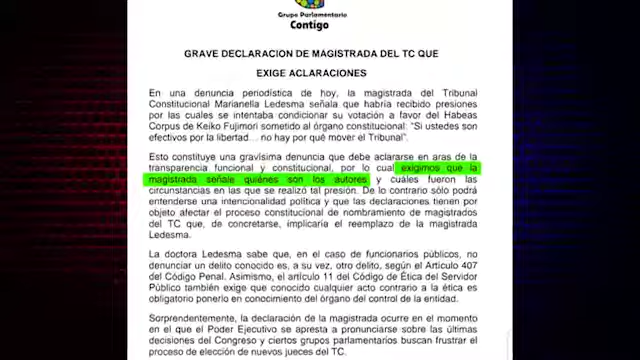 Grupo Parlamentario
Contigo
GRAVE DECLARACION DE MAGISTRADA DEL TC QUE
EXIGE ACLARACIONES
En una denuncia periodística de hoy, la magistrada del Tribunal
Constitucional Marianella Ledesma señala que habría recibido presiones
por las cuales se intentaba condicionar su votación a favor del Habeas
Corpus de Keiko Fujimori sometido al órgano constitucional: “Si ustedes son
efectivos por la libertad... no hay por qué mover el Tribunal”.
Esto constituye una gravísima denuncia que debe aclararse en aras de la
transparencia funcional y constitucional, por lo cual exigimos que la
magistrada señale quiénes son los autores, y cuáles fueron las
circunstancias en las que se realizó tal presión. De lo contrario sólo podrá
entenderse una intencionalidad política y que las declaraciones tienen por
objeto afectar el proceso constitucional de nombramiento de magistrados
del TC que, de concretarse, implicaría el reemplazo de la magistrada
Ledesma.
La doctora Ledesma sabe que, en el caso de funcionarios públicos, no
denunciar un delito conocido es, a su vez, otro delito, según el Artículo 407
del Código Penal. Asimismo, el artículo 11 del Código de Ética del Servidor
Público también exige que conocido cualquier acto contrario a la ética es
obligatorio ponerlo en conocimiento del órgano del control de la entidad.
Sorprendentemente, la declaración de la magistrada ocurre en el momento
en el que el Poder Ejecutivo se apresta a pronunciarse sobre las últimas
decisiones del Congreso y ciertos grupos parlamentarios buscan frustrar el
proceso de elección de nuevos jueces del TC.